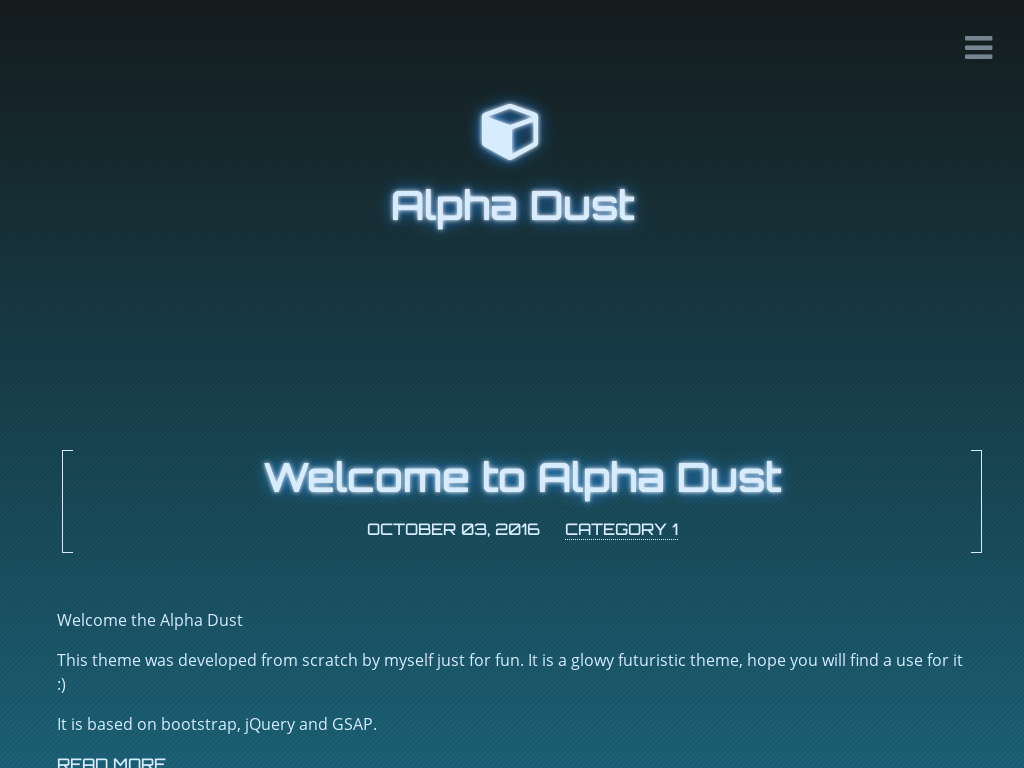 Alpha Dust
Welcome to Alpha Dust
OCTOBER 03, 2016 CATEGORY 1
Welcome the Alpha Dust
This theme was developed from scratch by myself just for fun. It is a glowy futuristic theme, hope you will find a use for it
:)
It is based on bootstrap, jQuery and GSAP.
READ MORE